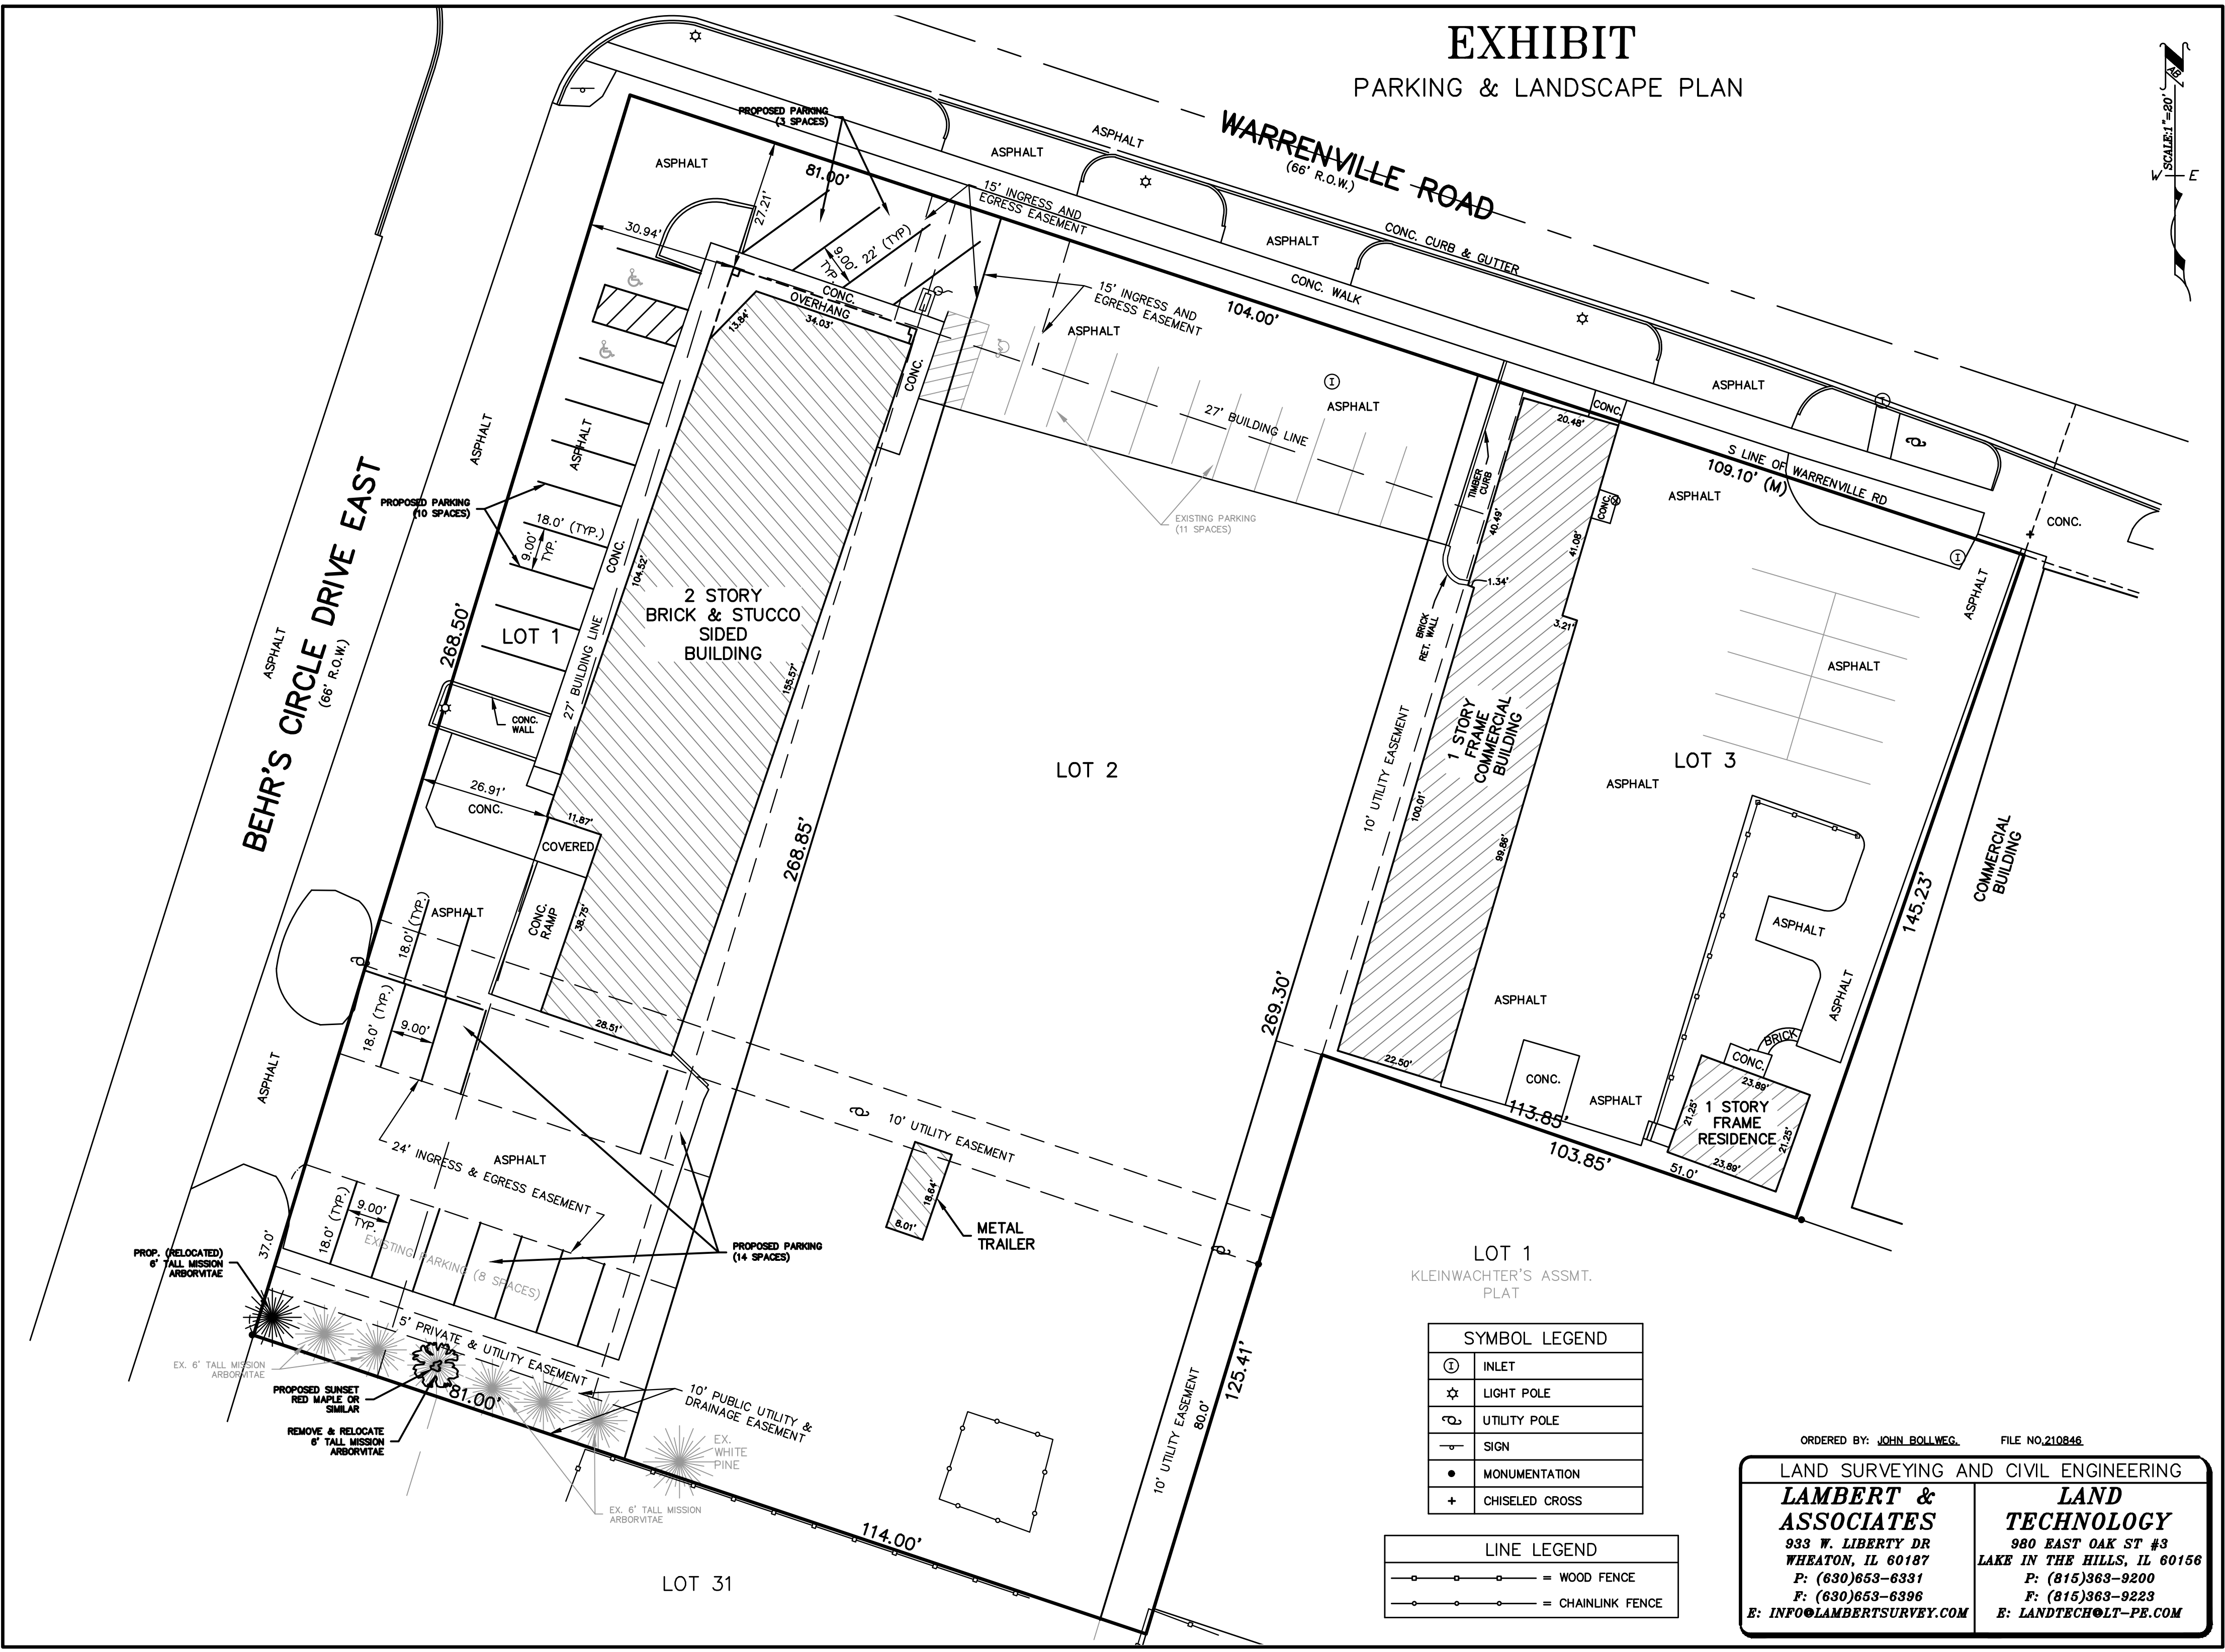 EXHIBIT
PARKING & LANDSCAPE PLAN
N
AB
SCALE:1"=20'
W
E
WARRENVILLE ROAD
(66' R.O.W.)
ASPHALT
ASPHALT
ASPHALT
ASPHALT
CONC. CURB & GUTTER
CONC. WALK
PROPOSED PARKING
(3 SPACES)
ASPHALT
81.00'
27.21'
30.94'
15' INGRESS AND
EGRESS EASEMENT
9.00'
TYP.
22' (TYP)
CONC.
OVERHANG
34.03'
13.84'
CONC.
15' INGRESS AND
EGRESS EASEMENT
ASPHALT
104.00'
27' BUILDING LINE
ASPHALT
EXISTING PARKING
(11 SPACES)
TIMBER
CURB
CONC.
20.48'
S LINE OF WARRENVILLE RD
109.10' (M)
ASPHALT
CONC.
CONC.
40.49'
41.08'
1.34'
3.21'
BRICK
RET. WALL
ASPHALT
ASPHALT
ASPHALT
PROPOSED PARKING
(10 SPACES)
18.0' (TYP.)
9.00'
TYP.
CONC.
104.52'
2 STORY
BRICK & STUCCO
SIDED
BUILDING
155.57'
LOT 1
27' BUILDING LINE
268.50'
BEHR'S CIRCLE DRIVE EAST
(66' R.O.W.)
ASPHALT
CONC.
WALL
26.91'
CONC.
11.87'
COVERED
CONC.
RAMP
38.75'
28.51'
268.85'
LOT 2
10' UTILITY EASEMENT
1 STORY
FRAME
COMMERCIAL
BUILDING
100.01'
99.86'
22.50'
LOT 3
ASPHALT
ASPHALT
COMMERCIAL
BUILDING
145.23'
ASPHALT
ASPHALT
ASPHALT
BRICK
CONC.
CONC.
ASPHALT
23.89'
21.25'
1 STORY
FRAME
RESIDENCE
21.25'
23.89'
113.85'
103.85'
51.0'
269.30'
ASPHALT
18.0' (TYP.)
18.0' (TYP.)
9.00'
ASPHALT
24' INGRESS & EGRESS EASEMENT
ASPHALT
10' UTILITY EASEMENT
18.64'
8.01'
METAL
TRAILER
PROPOSED PARKING
(14 SPACES)
18.0' (TYP.)
9.00'
TYP.
EXISTING PARKING (8 SPACES)
37.0'
PROP. (RELOCATED)
6' TALL MISSION
ARBORVITAE
EX. 6' TALL MISSION
ARBORVITAE
PROPOSED SUNSET
RED MAPLE OR
SIMILAR
REMOVE & RELOCATE
6' TALL MISSION
ARBORVITAE
5' PRIVATE & UTILITY EASEMENT
81.00'
10' PUBLIC UTILITY &
DRAINAGE EASEMENT
EX.
WHITE
PINE
EX. 6' TALL MISSION
ARBORVITAE
114.00'
LOT 31
10' UTILITY EASEMENT
80.0'
125.41'
LOT 1
KLEINWACHTER'S ASSMT.
PLAT
SYMBOL LEGEND
I INLET
LIGHT POLE
UTILITY POLE
SIGN
MONUMENTATION
CHISELED CROSS
LINE LEGEND
= WOOD FENCE
= CHAINLINK FENCE
ORDERED BY: JOHN BOLLWEG. FILE NO.210846
LAND SURVEYING AND CIVIL ENGINEERING
LAMBERT &
ASSOCIATES
933 W. LIBERTY DR
WHEATON, IL 60187
P: (630)653-6331
F: (630)653-6396
E: INFO@LAMBERTSURVEY.COM
LAND
TECHNOLOGY
980 EAST OAK ST #3
LAKE IN THE HILLS, IL 60156
P: (815)363-9200
F: (815)363-9223
E: LANDTECH@LT-PE.COM